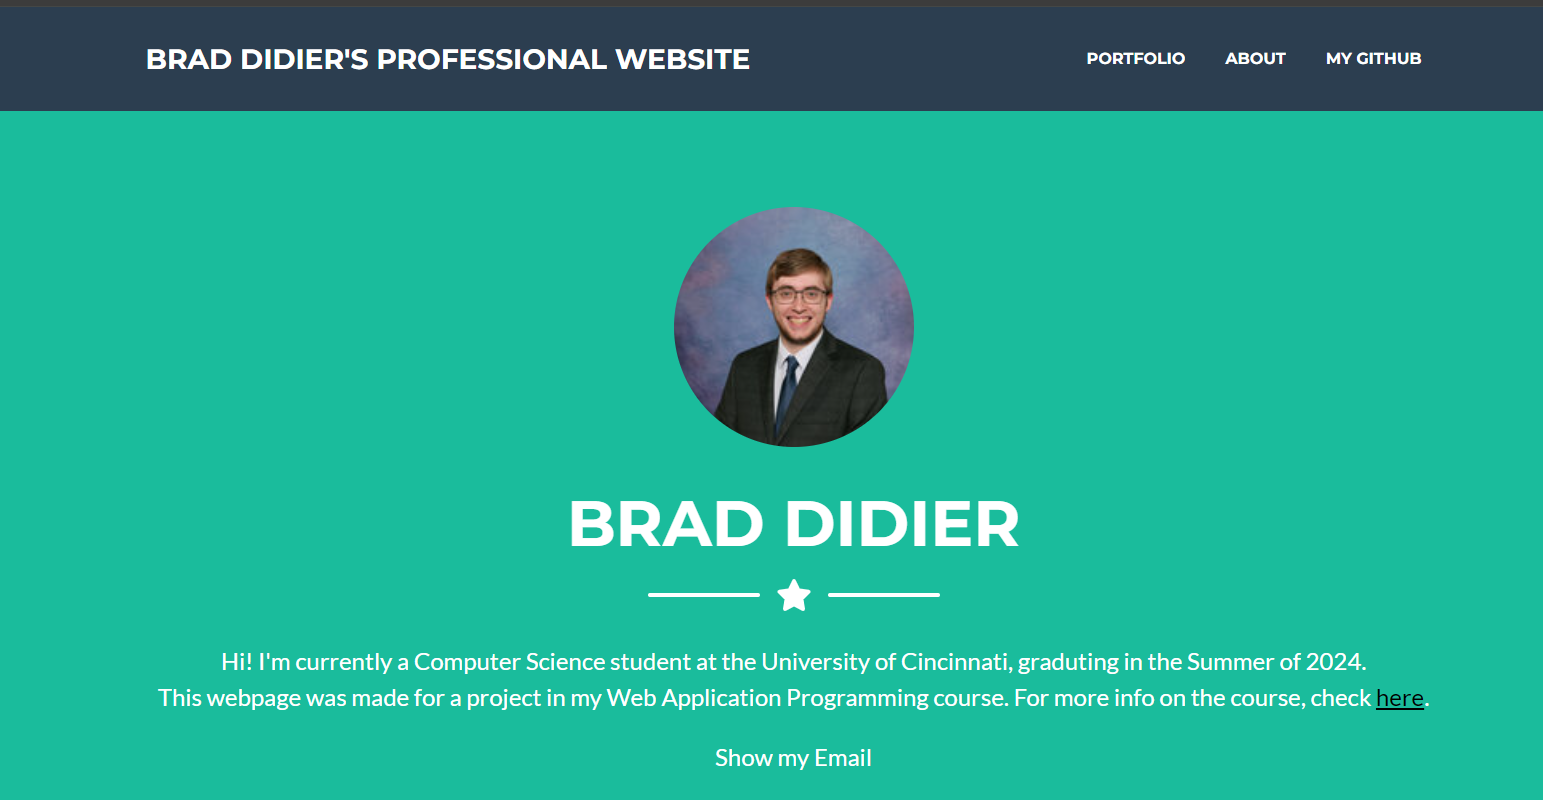 BRAD DIDIER'S PROFESSIONAL WEBSITE
PORTFOLIO ABOUT MY GITHUB
BRAD DIDIER
Hi! I'm currently a Computer Science student at the University of Cincinnati, graduting in the Summer of 2024.
This webpage was made for a project in my Web Application Programming course. For more info on the course, check here.
Show my Email